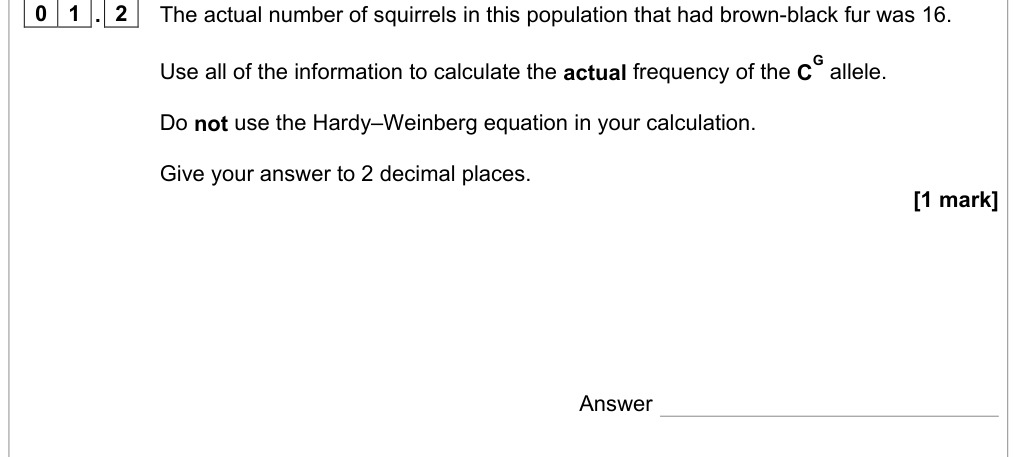 01.2 The actual number of squirrels in this population that had brown-black fur was 16.
Use all of the information to calculate the actual frequency of the Cᴳ allele.
Do not use the Hardy–Weinberg equation in your calculation.
Give your answer to 2 decimal places.
[1 mark]
Answer